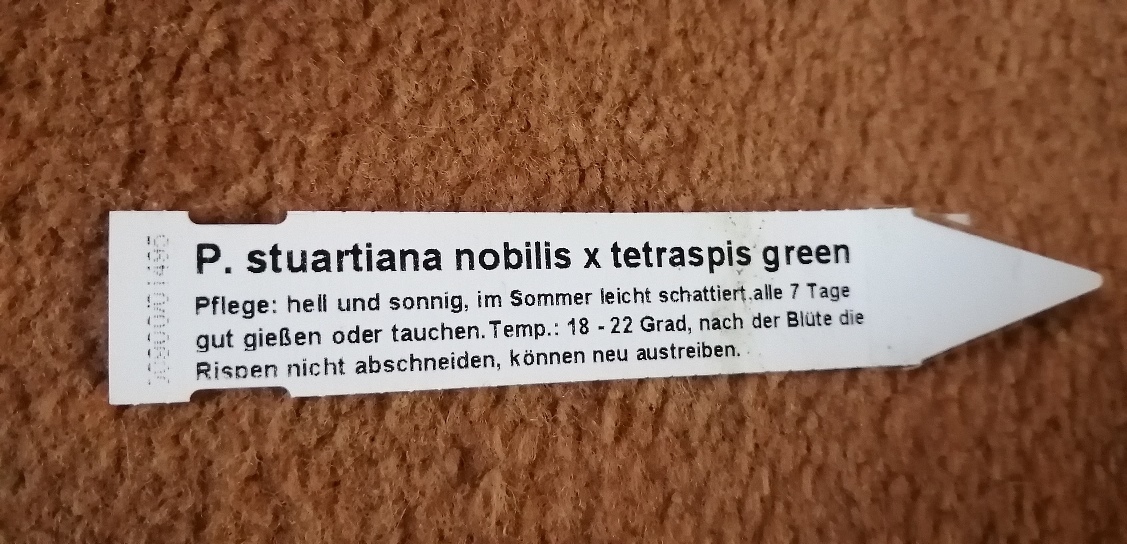 P. stuartiana nobilis x tetraspis green
Pflege: hell und sonnig, im Sommer leicht schattiert.alle 7 Tage
gut gießen oder tauchen.Temp.: 18 - 22 Grad, nach der Blüte die
Rispen nicht abschneiden, können neu austreiben.